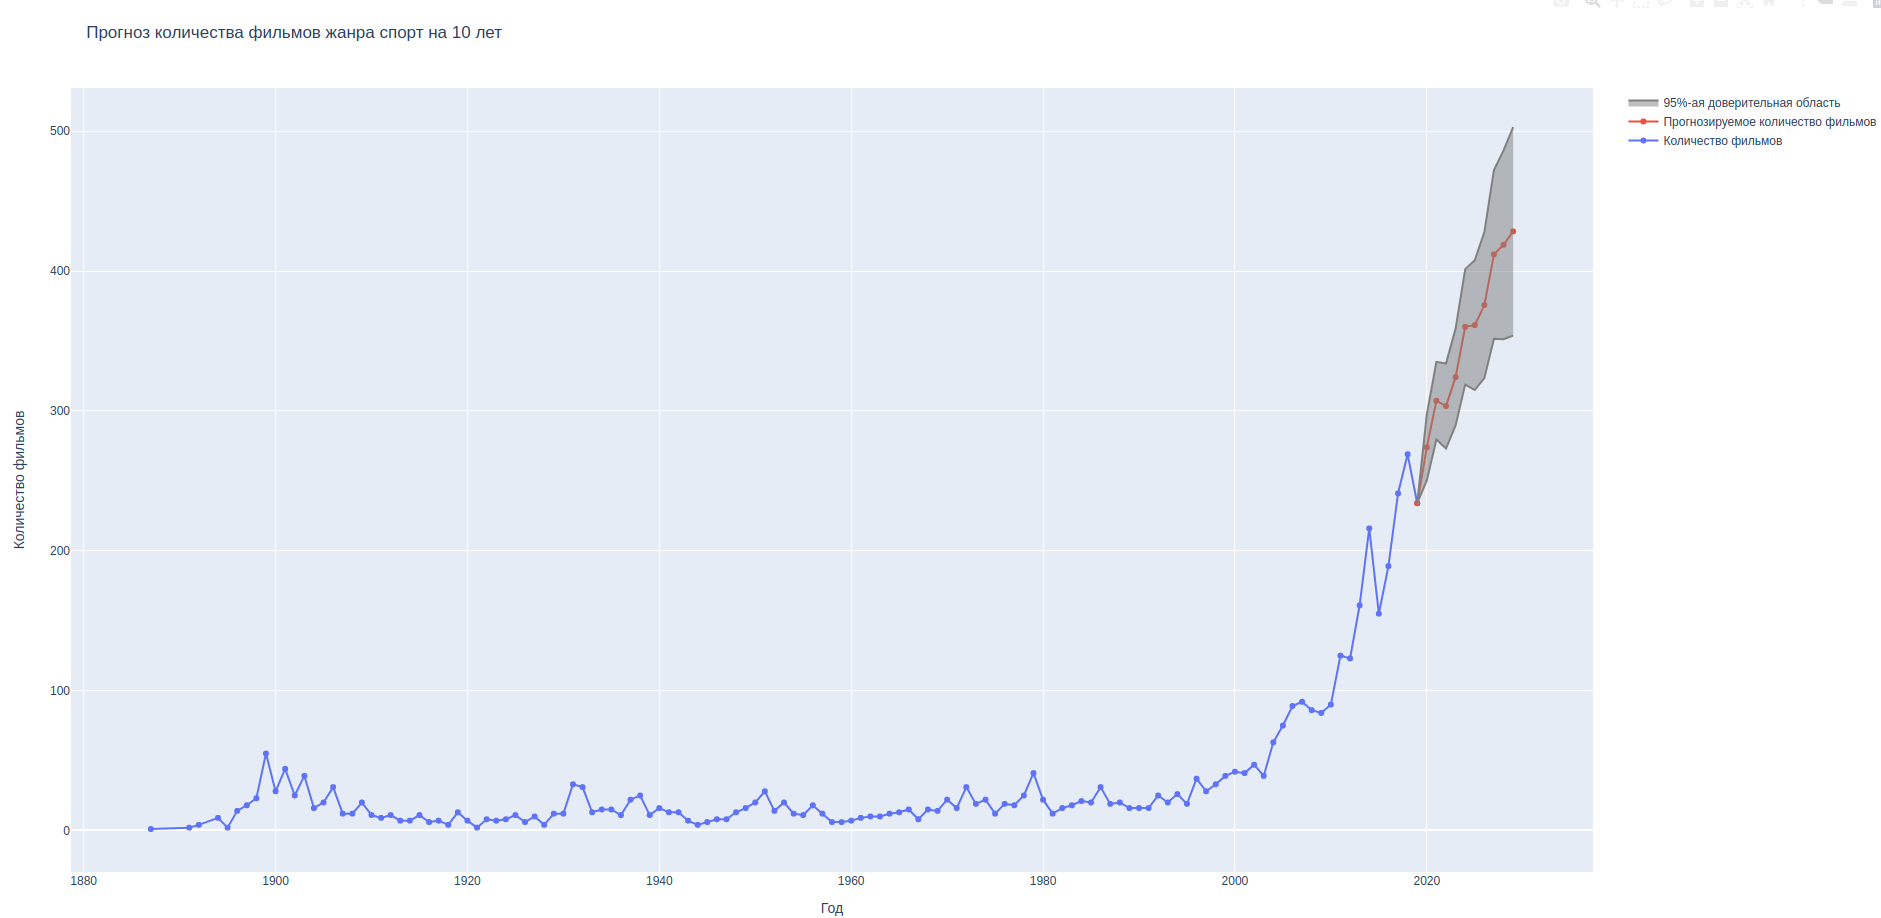 Прогноз количества фильмов жанра спорт на 10 лет
95%-ая доверительная область
Прогнозируемое количество фильмов
Количество фильмов
500
400
300
200
100
0
Количество фильмов
1880
1900
1920
1940
1960
1980
2000
2020
Год